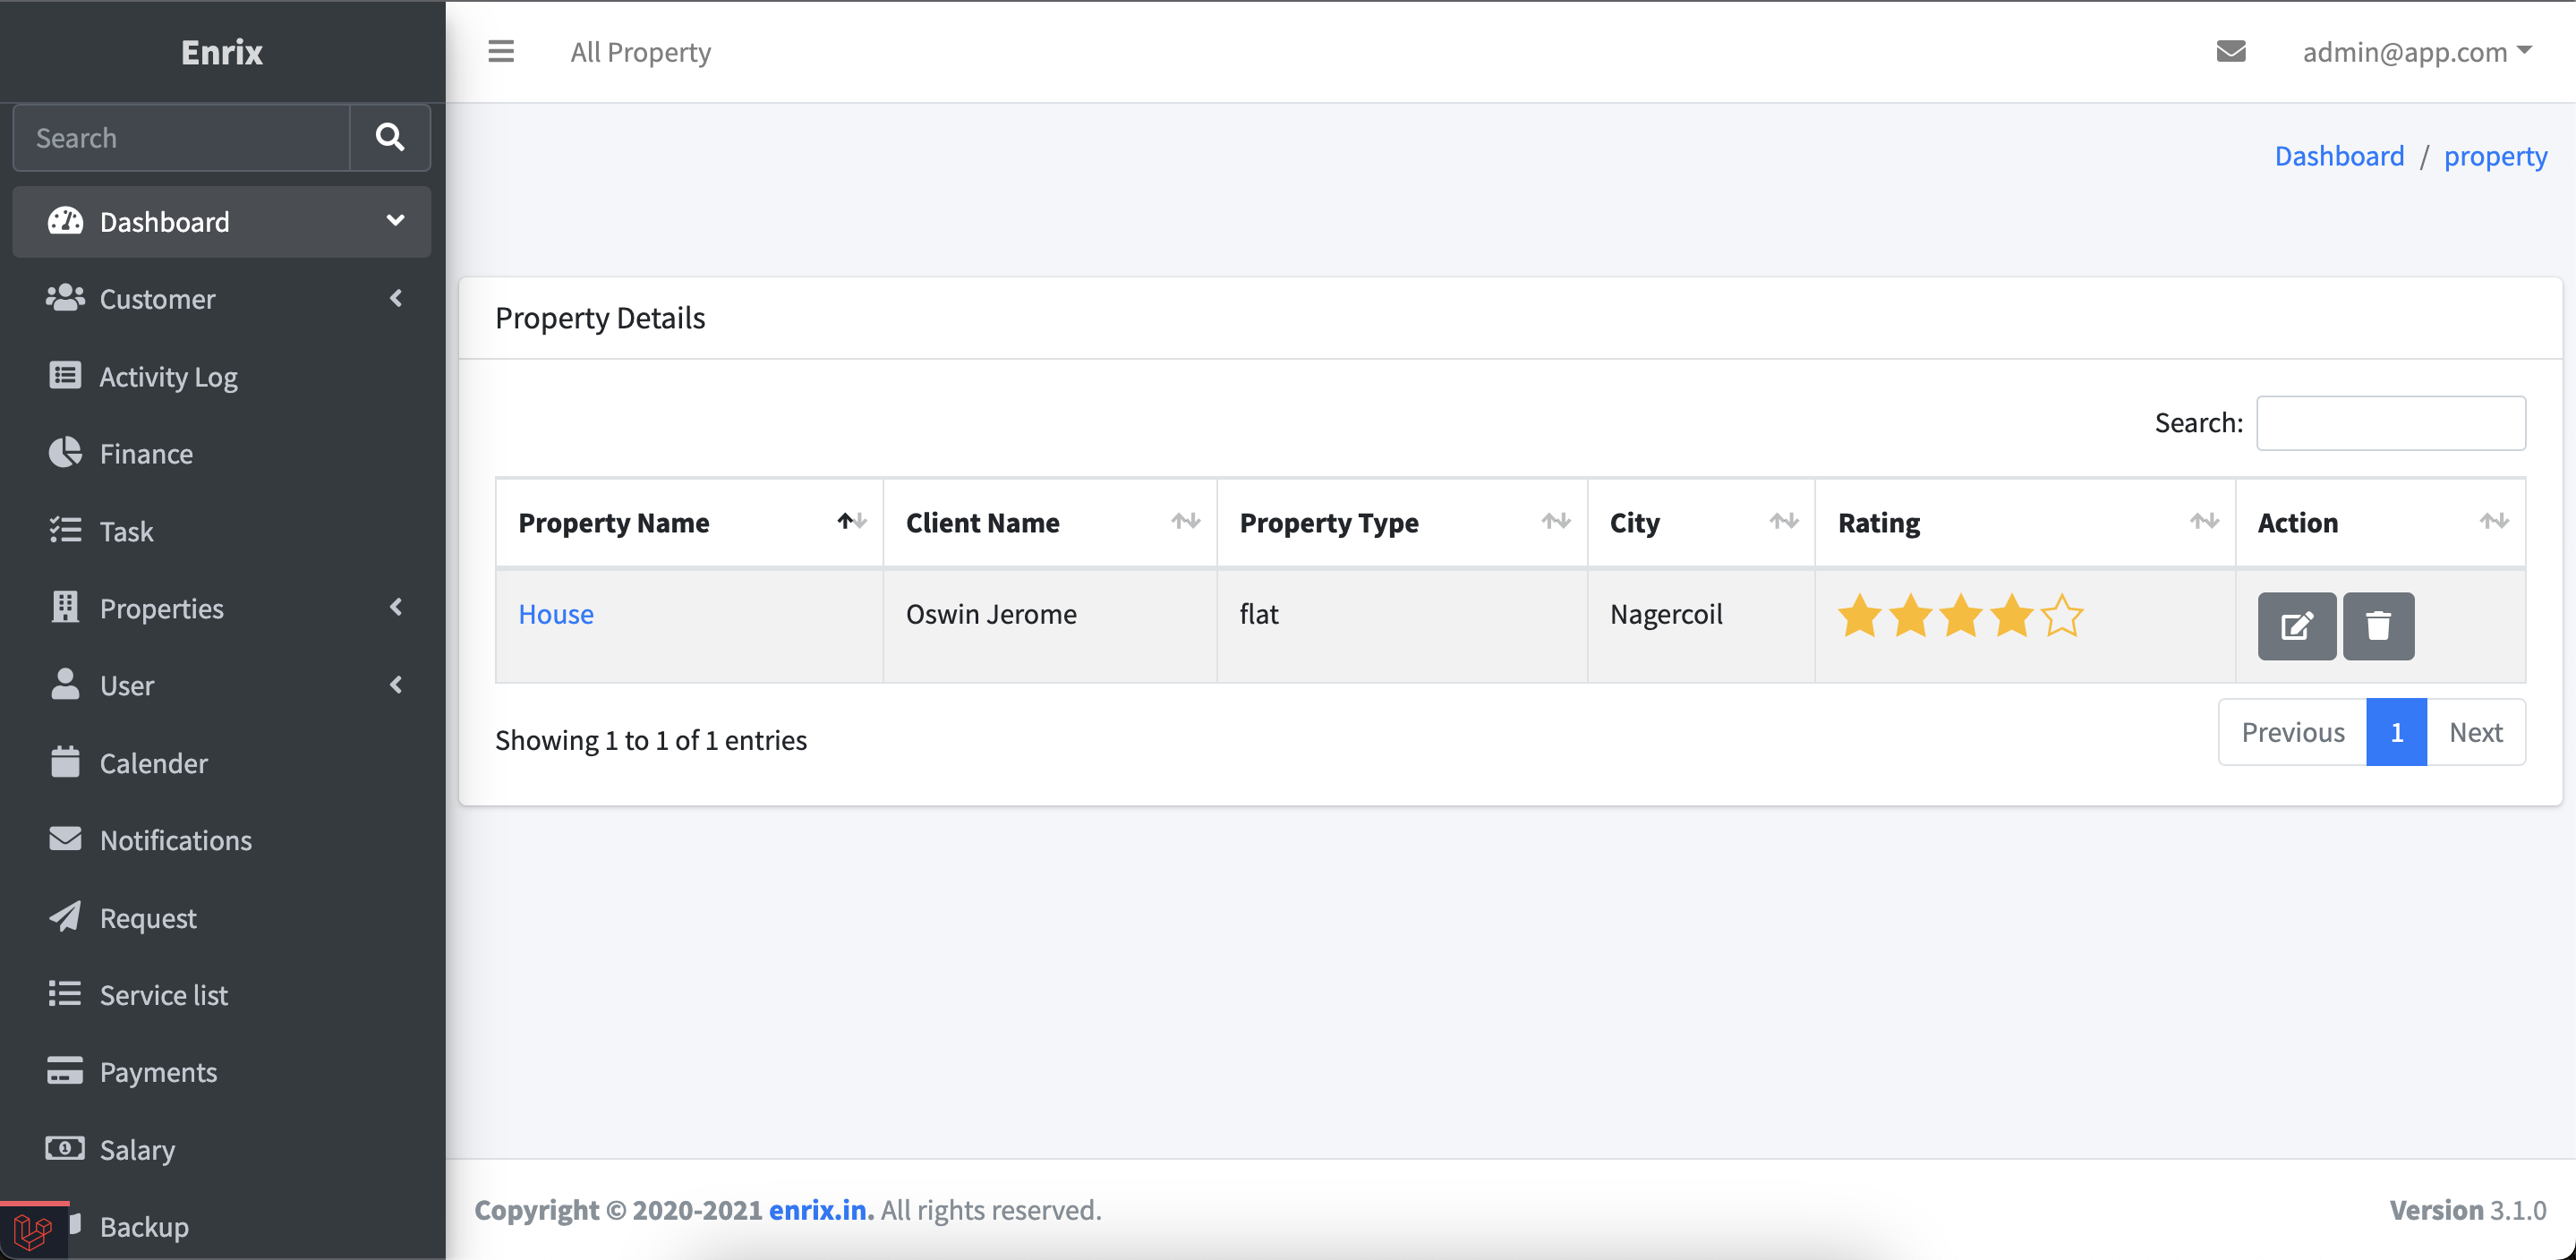 Enrix
All Property
admin@app.com
Search
Dashboard / property
Dashboard
Customer
Activity Log
Finance
Task
Properties
User
Calender
Notifications
Request
Service list
Payments
Salary
Backup
Property Details
Search:
Property Name Client Name Property Type City Rating Action
House Oswin Jerome flat Nagercoil
Showing 1 to 1 of 1 entries
Previous 1 Next
Copyright © 2020-2021 enrix.in. All rights reserved.
Version 3.1.0